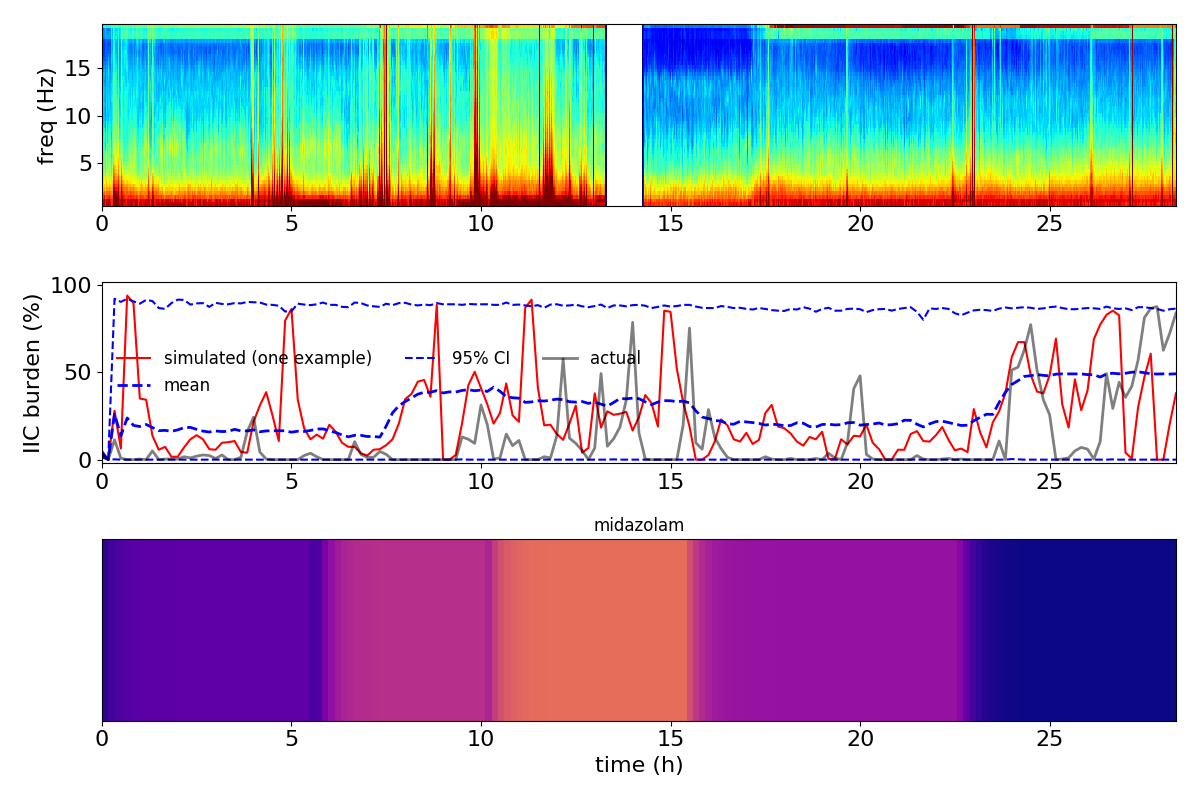 freq (Hz)
15
10
5
0 5 10 15 20 25
IIC burden (%)
100
50
0
simulated (one example) 95% CI actual
mean
0 5 10 15 20 25
midazolam
0 5 10 15 20 25
time (h)